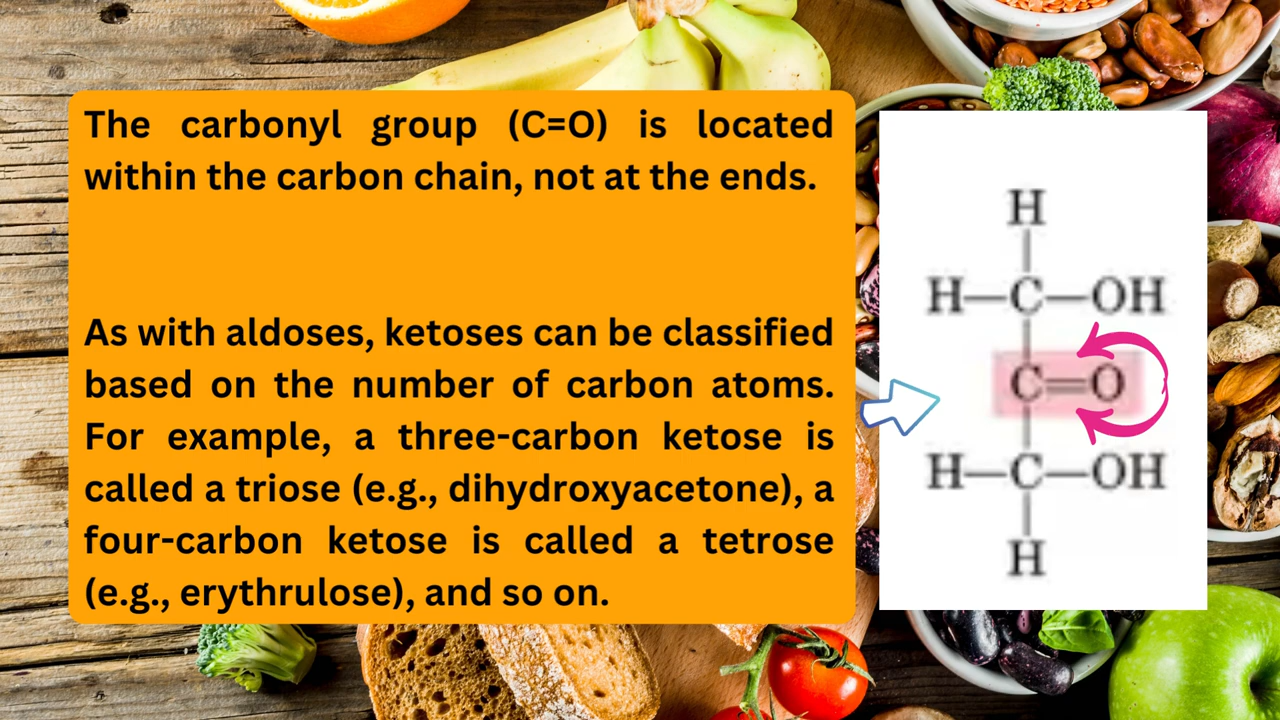 The carbonyl group (C=O) is located
within the carbon chain, not at the ends.
As with aldoses, ketoses can be classified
based on the number of carbon atoms.
For example, a three-carbon ketose is
called a triose (e.g., dihydroxyacetone), a
four-carbon ketose is called a tetrose
(e.g., erythrulose), and so on.
H
H—C—OH
C=O
H—C—OH
H